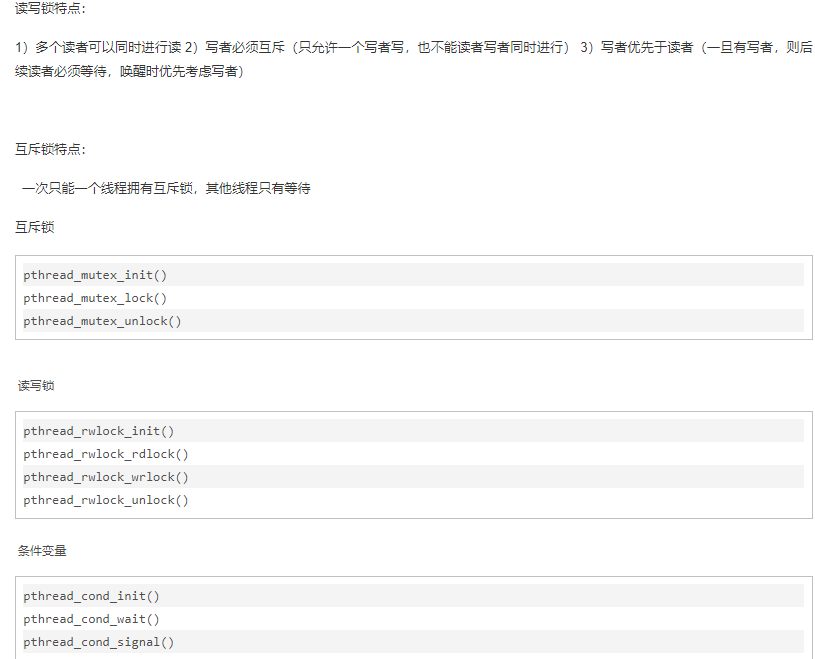 读写锁特点：
1）多个读者可以同时进行读 2）写者必须互斥（只允许一个写者写，也不能读者写者同时进行） 3）写者优先于读者（一旦有写者，则后
续读者必须等待，唤醒时优先考虑写者）
互斥锁特点：
一次只能一个线程拥有互斥锁，其他线程只有等待
互斥锁
pthread_mutex_init()
pthread_mutex_lock()
pthread_mutex_unlock()
读写锁
pthread_rwlock_init()
pthread_rwlock_rdlock()
pthread_rwlock_wrlock()
pthread_rwlock_unlock()
条件变量
pthread_cond_init()
pthread_cond_wait()
pthread_cond_signal()